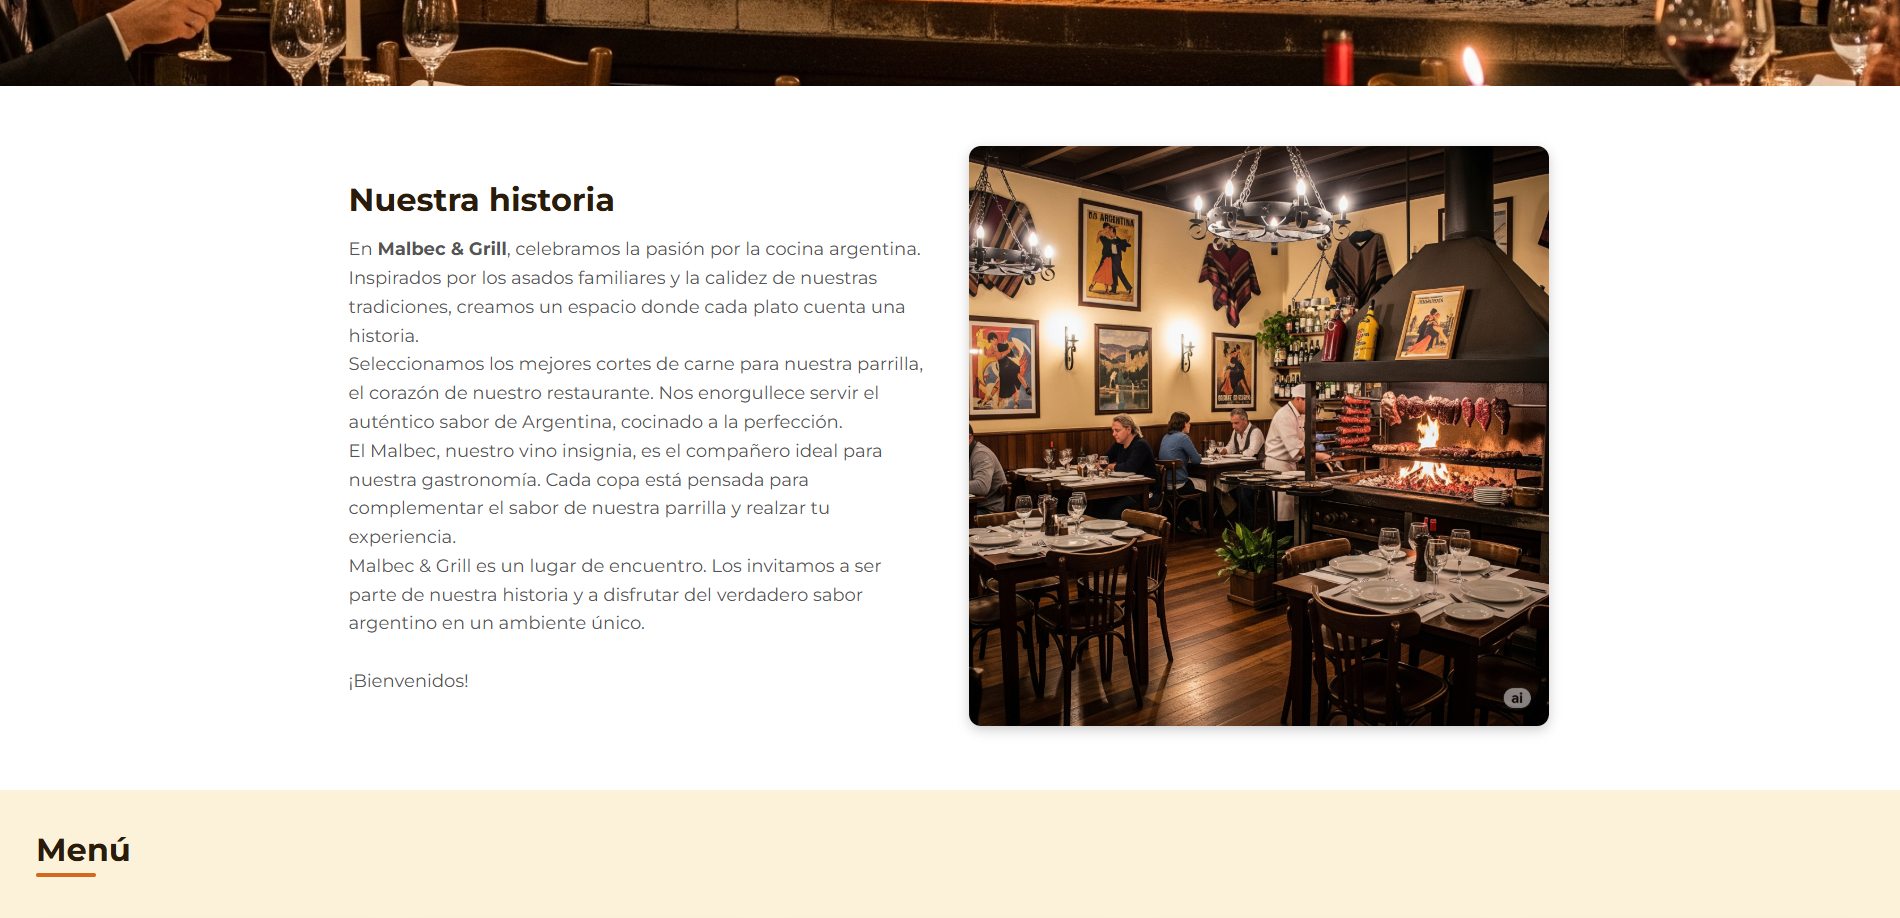 Nuestra historia
En Malbec & Grill, celebramos la pasión por la cocina argentina.
Inspirados por los asados familiares y la calidez de nuestras
tradiciones, creamos un espacio donde cada plato cuenta una
historia.
Seleccionamos los mejores cortes de carne para nuestra parrilla,
el corazón de nuestro restaurante. Nos enorgullece servir el
auténtico sabor de Argentina, cocinado a la perfección.
El Malbec, nuestro vino insignia, es el compañero ideal para
nuestra gastronomía. Cada copa está pensada para
complementar el sabor de nuestra parrilla y realzar tu
experiencia.
Malbec & Grill es un lugar de encuentro. Los invitamos a ser
parte de nuestra historia y a disfrutar del verdadero sabor
argentino en un ambiente único.
¡Bienvenidos!
ARGENTINA
ai
Menú